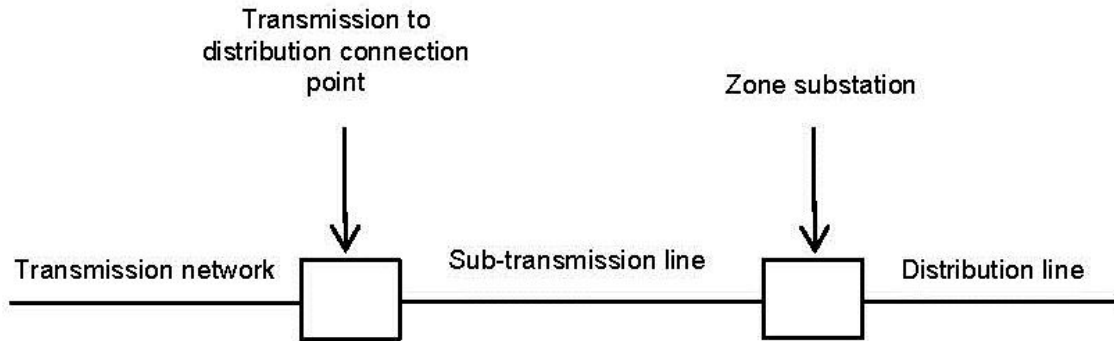 Transmission to
distribution connection
point
Zone substation
Transmission network
Sub-transmission line
Distribution line